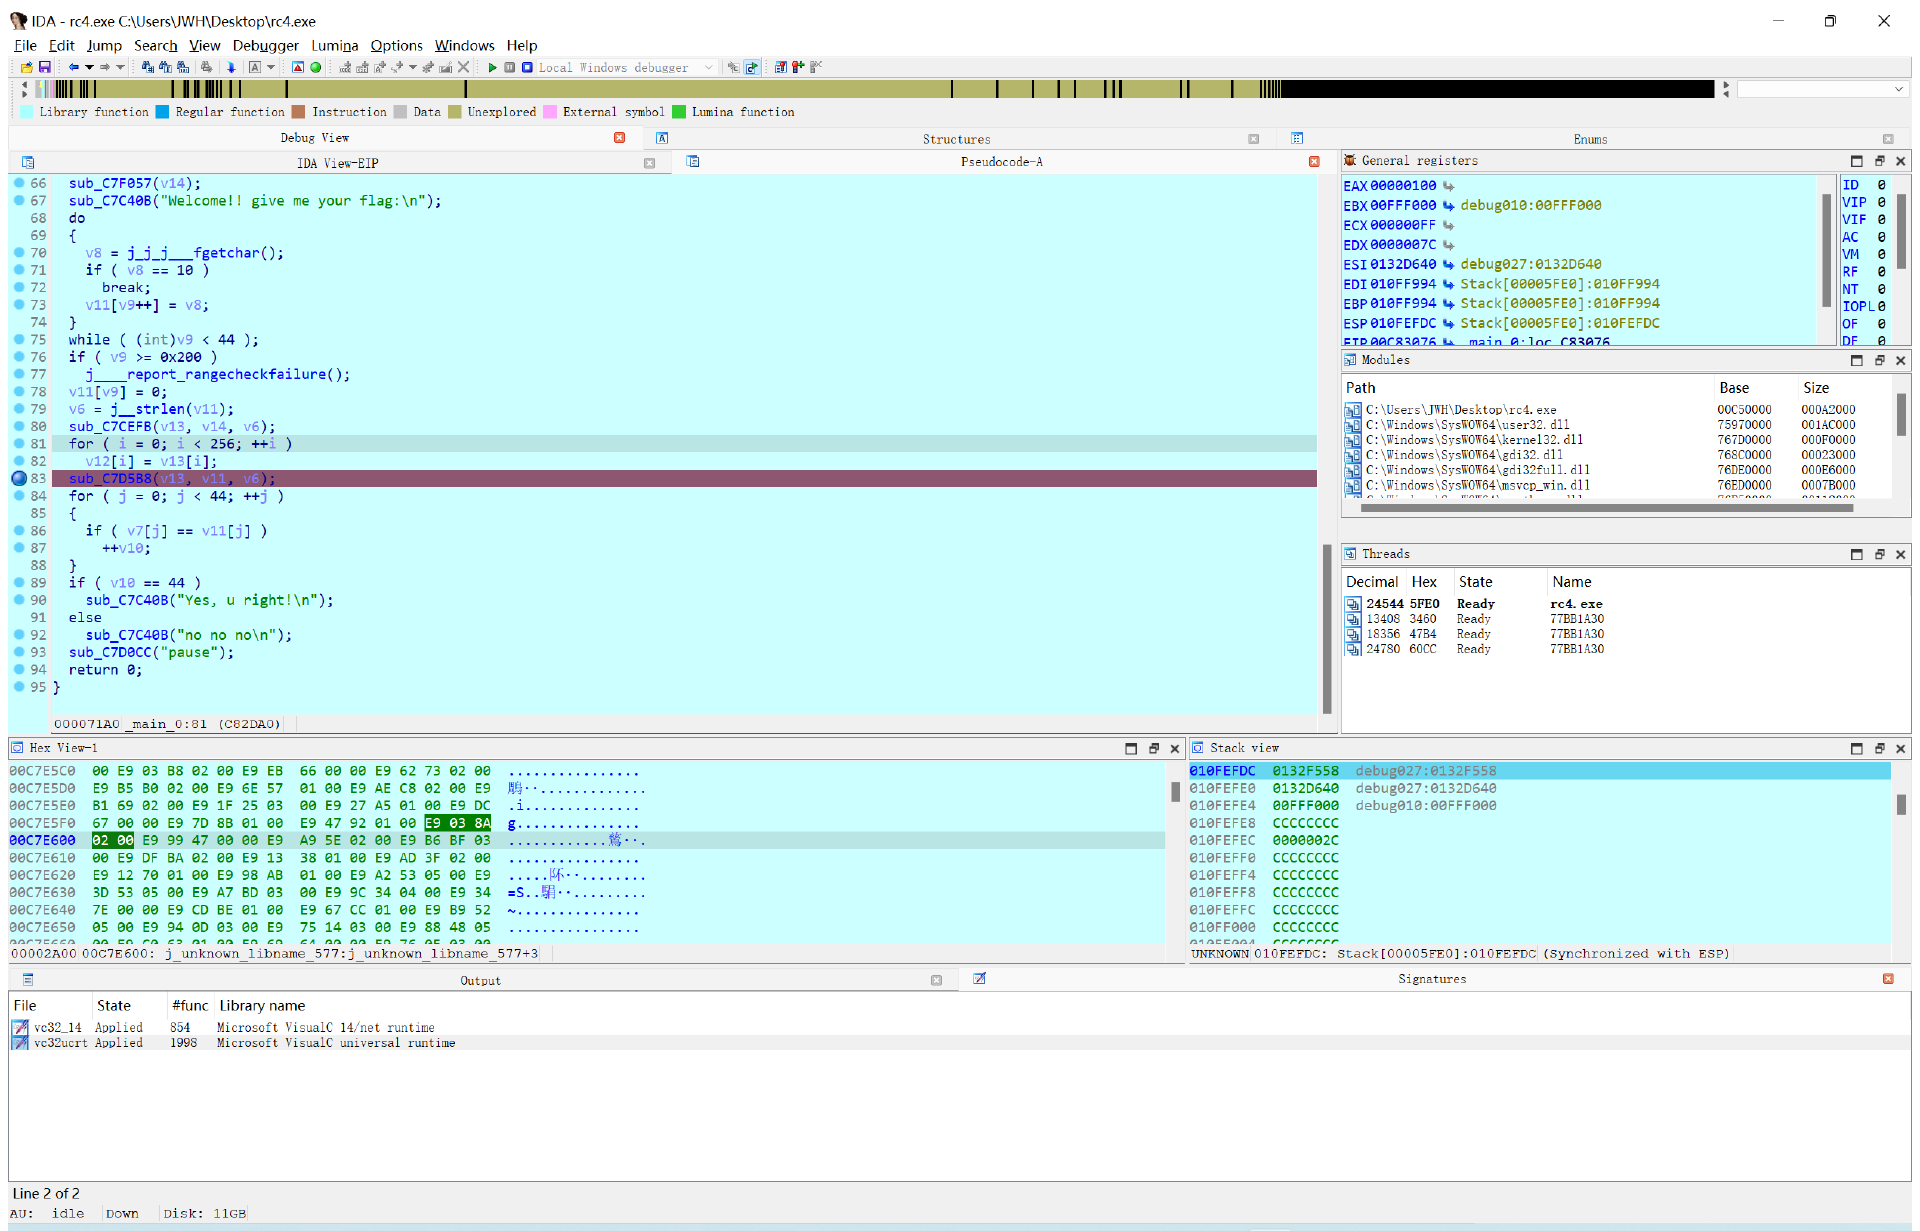 IDA - rc4.exe C:\Users\JWH\Desktop\rc4.exe
File Edit Jump Search View Debugger Lumina Options Windows Help
Local Windows debugger
Library function Regular function Instruction Data Unexplored External symbol Lumina function
Debug View Structures Enums
IDA View-EIP Pseudocode-A
66 sub_C7F057(v14);
67 sub_C7C40B("Welcome!! give me your flag:\n");
68 do
69 {
70 v8 = j_j_j___fgetchar();
71 if ( v8 == 10 )
72 break;
73 v11[v9++] = v8;
74 }
75 while ( (int)v9 < 44 );
76 if ( v9 >= 0x200 )
77 j____report_rangecheckfailure();
78 v11[v9] = 0;
79 v6 = j__strlen(v11);
80 sub_C7CEFB(v13, v14, v6);
81 for ( i = 0; i < 256; ++i )
82 v12[i] = v13[i];
83 sub_C7D5B8(v13, v11, v6);
84 for ( j = 0; j < 44; ++j )
85 {
86 if ( v7[j] == v11[j] )
87 ++v10;
88 }
89 if ( v10 == 44 )
90 sub_C7C40B("Yes, u right!\n");
91 else
92 sub_C7C40B("no no no\n");
93 sub_C7D0CC("pause");
94 return 0;
95 }
000071A0 _main_0:81 (C82DA0)
General registers
EAX 00000100
EBX 00FFF000 debug010:00FFF000
ECX 000000FF
EDX 0000007C
ESI 0132D640 debug027:0132D640
EDI 010FF994 Stack[00005FE0]:010FF994
EBP 010FF994 Stack[00005FE0]:010FF994
ESP 010FEFDC Stack[00005FE0]:010FEFDC
EIP 00C83076 _main_0:loc_C83076
ID 0
VIP 0
VIF 0
AC 0
VM 0
RF 0
NT 0
IOPL 0
OF 0
DF 0
Modules
Path Base Size
C:\Users\JWH\Desktop\rc4.exe 00C50000 000A2000
C:\Windows\SysWOW64\user32.dll 75970000 001AC000
C:\Windows\SysWOW64\kernel32.dll 767D0000 000F0000
C:\Windows\SysWOW64\gdi32.dll 768C0000 00023000
C:\Windows\SysWOW64\gdi32full.dll 76DE0000 000E6000
C:\Windows\SysWOW64\msvcp_win.dll 76ED0000 0007B000
Threads
Decimal Hex State Name
24544 5FE0 Ready rc4.exe
13408 3460 Ready 77BB1A30
18356 47B4 Ready 77BB1A30
24780 60CC Ready 77BB1A30
Hex View-1
00C7E5C0 00 E9 03 B8 02 00 E9 EB 66 00 00 E9 62 73 02 00 ................
00C7E5D0 E9 B5 B0 02 00 E9 6E 57 01 00 E9 AE C8 02 00 E9
00C7E5E0 B1 69 02 00 E9 1F 25 03 00 E9 27 A5 01 00 E9 DC .i..............
00C7E5F0 67 00 00 E9 7D 8B 01 00 E9 47 92 01 00 E9 03 8A g...............
00C7E600 02 00 E9 99 47 00 00 E9 A9 5E 02 00 E9 B6 BF 03
00C7E610 00 E9 DF BA 02 00 E9 13 38 01 00 E9 AD 3F 02 00 ................
00C7E620 E9 12 70 01 00 E9 98 AB 01 00 E9 A2 53 05 00 E9
00C7E630 3D 53 05 00 E9 A7 BD 03 00 E9 9C 34 04 00 E9 34 =S..
00C7E640 7E 00 00 E9 CD BE 01 00 E9 67 CC 01 00 E9 B9 52 ~...............
00C7E650 05 00 E9 94 0D 03 00 E9 75 14 03 00 E9 88 48 05 ................
00002A00 00C7E600: j_unknown_libname_577:j_unknown_libname_577+3
Stack view
010FEFDC 0132F558 debug027:0132F558
010FEFE0 0132D640 debug027:0132D640
010FEFE4 00FFF000 debug010:00FFF000
010FEFE8 CCCCCCCC
010FEFEC 0000002C
010FEFF0 CCCCCCCC
010FEFF4 CCCCCCCC
010FEFF8 CCCCCCCC
010FEFFC CCCCCCCC
010FF000 CCCCCCCC
UNKNOWN 010FEFDC: Stack[00005FE0]:010FEFDC (Synchronized with ESP)
Output Signatures
File State #func Library name
vc32_14 Applied 854 Microsoft VisualC 14/net runtime
vc32ucrt Applied 1998 Microsoft VisualC universal runtime
Line 2 of 2
AU: idle Down Disk: 11GB